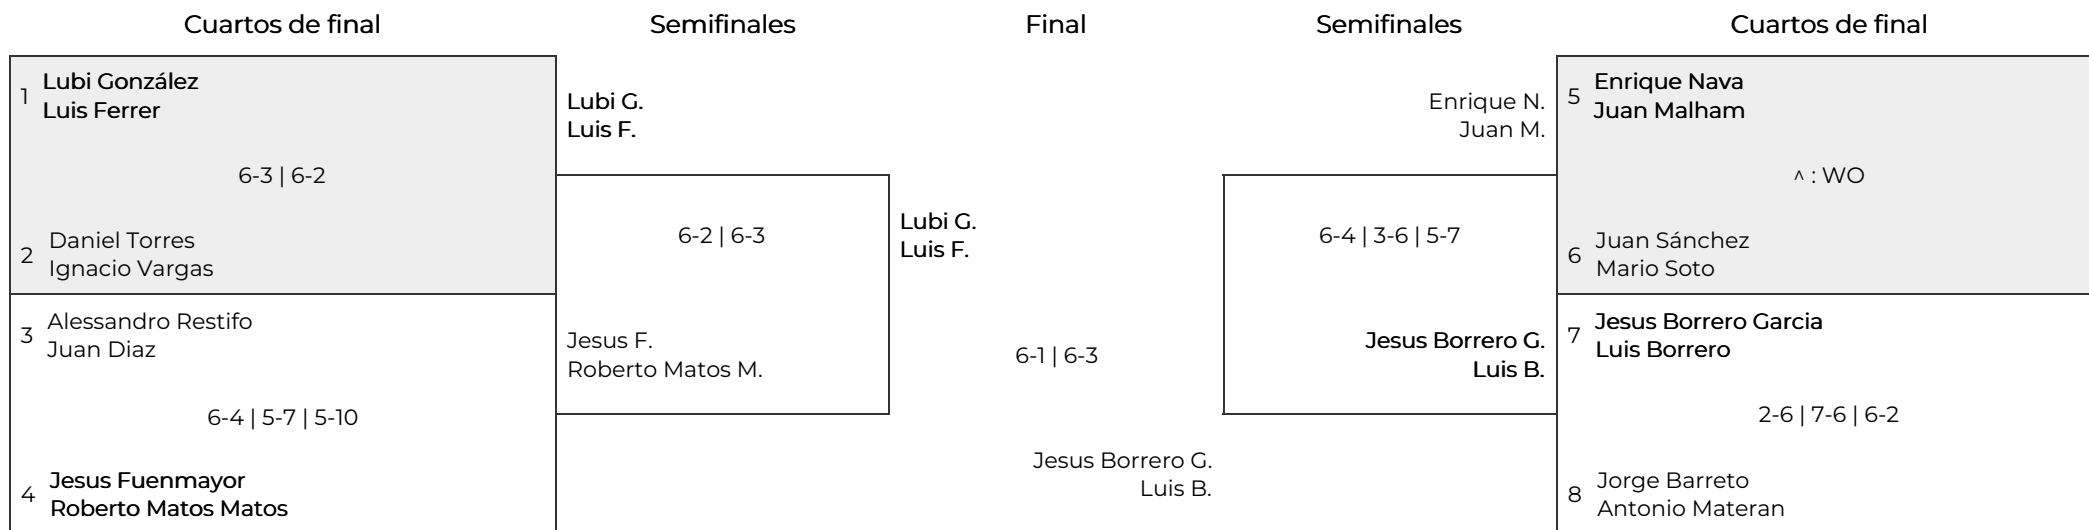 Cuartos de final
Semifinales
Final
Semifinales
Cuartos de final
1
Lubi González
Luis Ferrer
6-3 | 6-2
2
Daniel Torres
Ignacio Vargas
3
Alessandro Restifo
Juan Diaz
6-4 | 5-7 | 5-10
4
Jesus Fuenmayor
Roberto Matos Matos
Lubi G.
Luis F.
6-2 | 6-3
Jesus F.
Roberto Matos M.
Lubi G.
Luis F.
6-1 | 6-3
Jesus Borrero G.
Luis B.
Enrique N.
Juan M.
6-4 | 3-6 | 5-7
Jesus Borrero G.
Luis B.
5
Enrique Nava
Juan Malham
^ : WO
6
Juan Sánchez
Mario Soto
7
Jesus Borrero Garcia
Luis Borrero
2-6 | 7-6 | 6-2
8
Jorge Barreto
Antonio Materan